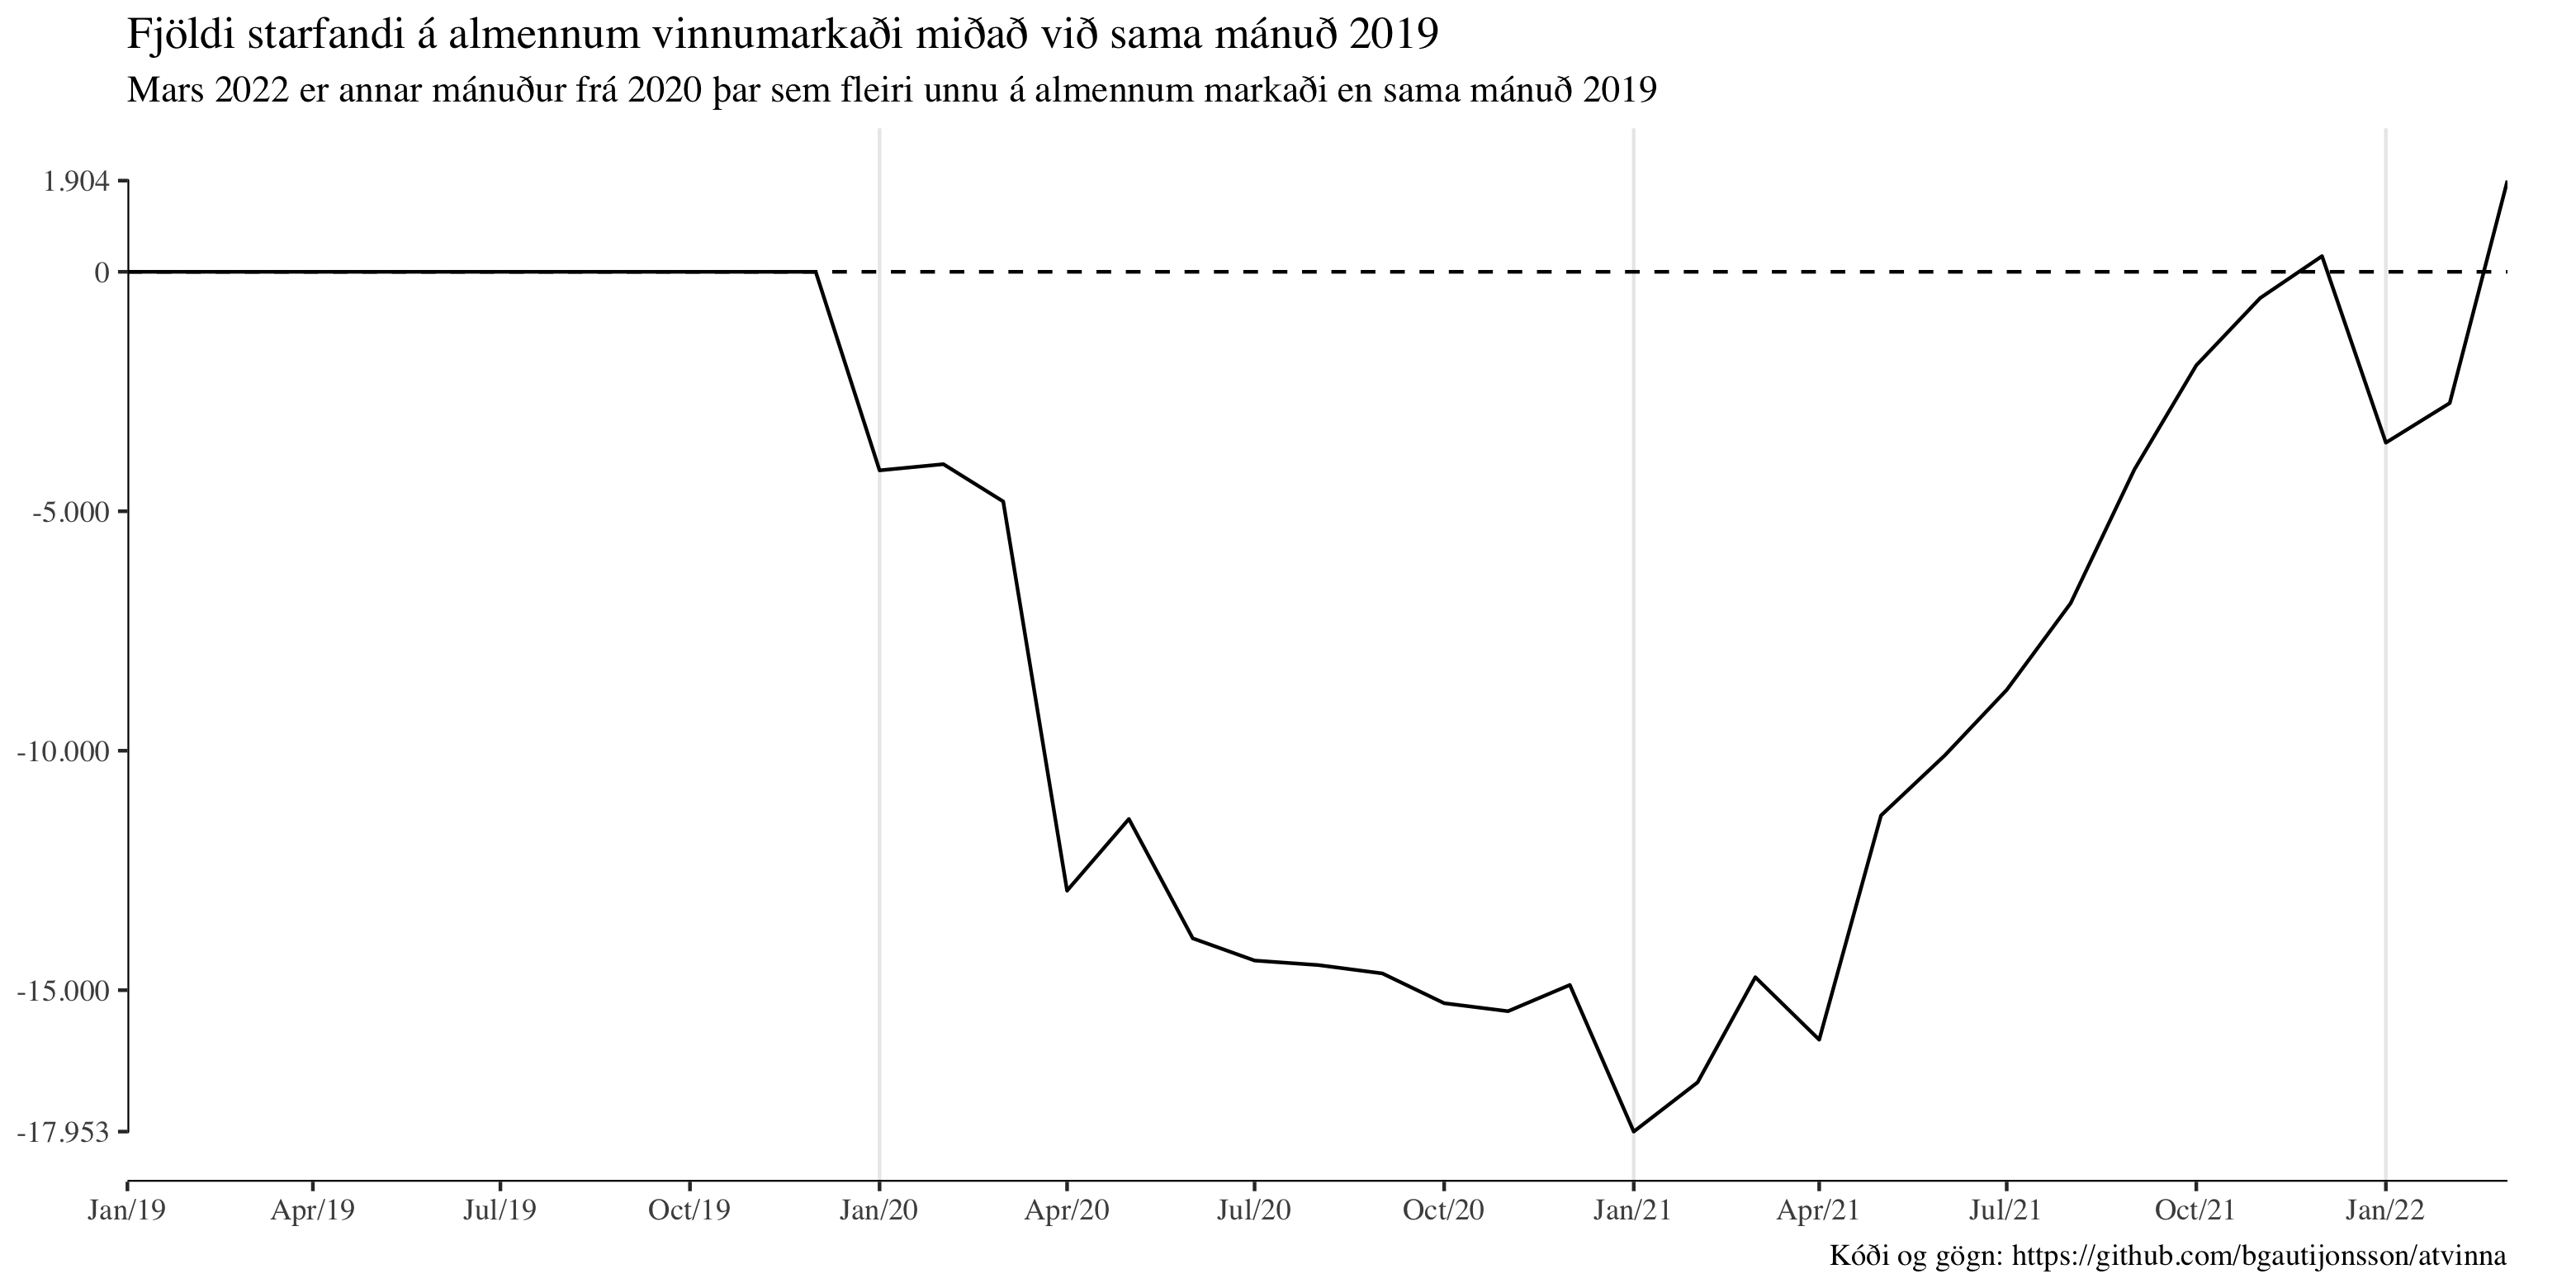 Fjöldi starfandi á almennum vinnumarkaði miðað við sama mánuð 2019
Mars 2022 er annar mánuður frá 2020 þar sem fleiri unnu á almennum markaði en sama mánuð 2019
1.904
0
-5.000
-10.000
-15.000
-17.953
Jan/19 Apr/19 Jul/19 Oct/19 Jan/20 Apr/20 Jul/20 Oct/20 Jan/21 Apr/21 Jul/21 Oct/21 Jan/22
Kóði og gögn: https://github.com/bgautijonsson/atvinna